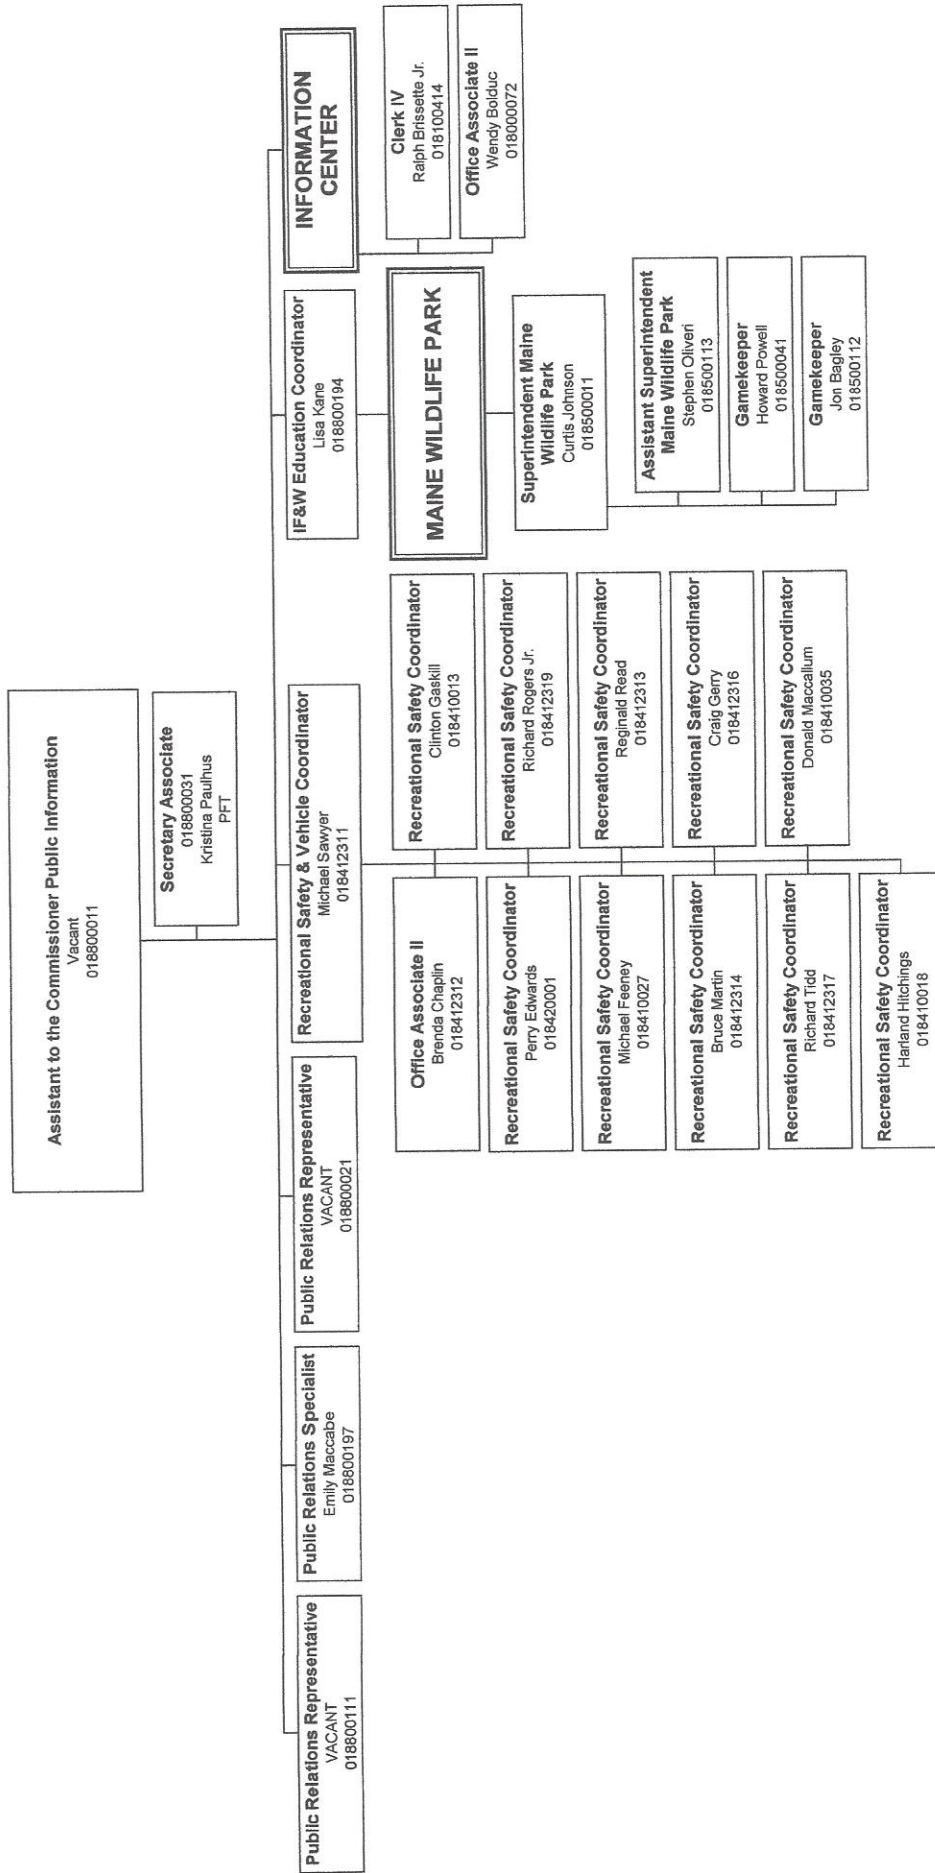 Assistant to the Commissioner Public Information
Vacant
018800011
Secretary Associate
018800031
Kristina Paulhus
PFT
Public Relations Representative
VACANT
018800111
Public Relations Specialist
Emily Maccabe
018800197
Public Relations Representative
VACANT
018800021
Recreational Safety & Vehicle Coordinator
Michael Sawyer
018412311
IF&W Education Coordinator
Lisa Kane
018800194
INFORMATION
CENTER
Office Associate II
Brenda Chaplin
018412312
Recreational Safety Coordinator
Clinton Gaskill
018410013
Recreational Safety Coordinator
Perry Edwards
018420001
Recreational Safety Coordinator
Richard Rogers Jr.
018412319
Recreational Safety Coordinator
Michael Feeney
018410027
Recreational Safety Coordinator
Reginald Read
018412313
Recreational Safety Coordinator
Bruce Martin
018412314
Recreational Safety Coordinator
Craig Gerry
018412316
Recreational Safety Coordinator
Richard Tidd
018412317
Recreational Safety Coordinator
Donald Maccallum
018410035
Recreational Safety Coordinator
Harland Hitchings
018410018
MAINE WILDLIFE PARK
Superintendent Maine
Wildlife Park
Curtis Johnson
018500011
Assistant Superintendent
Maine Wildlife Park
Stephen Oliveri
018500113
Gamekeeper
Howard Powell
018500041
Gamekeeper
Jon Bagley
018500112
Clerk IV
Ralph Brissette Jr.
018100414
Office Associate II
Wendy Bolduc
018000072